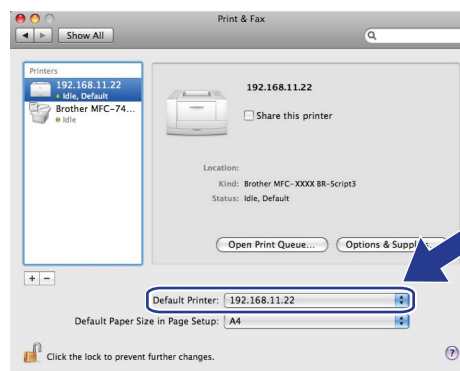 Print & Fax
Show All
Printers
192.168.11.22
Idle, Default
Brother MFC-74...
Idle
192.168.11.22
Share this printer
Location:
Kind: Brother MFC-XXXX BR-Script3
Status: Idle, Default
Open Print Queue... Options &
+ -
Default Printer: 192.168.11.22
Default Paper Size in Page Setup: A4
Click the lock to prevent further changes.
?